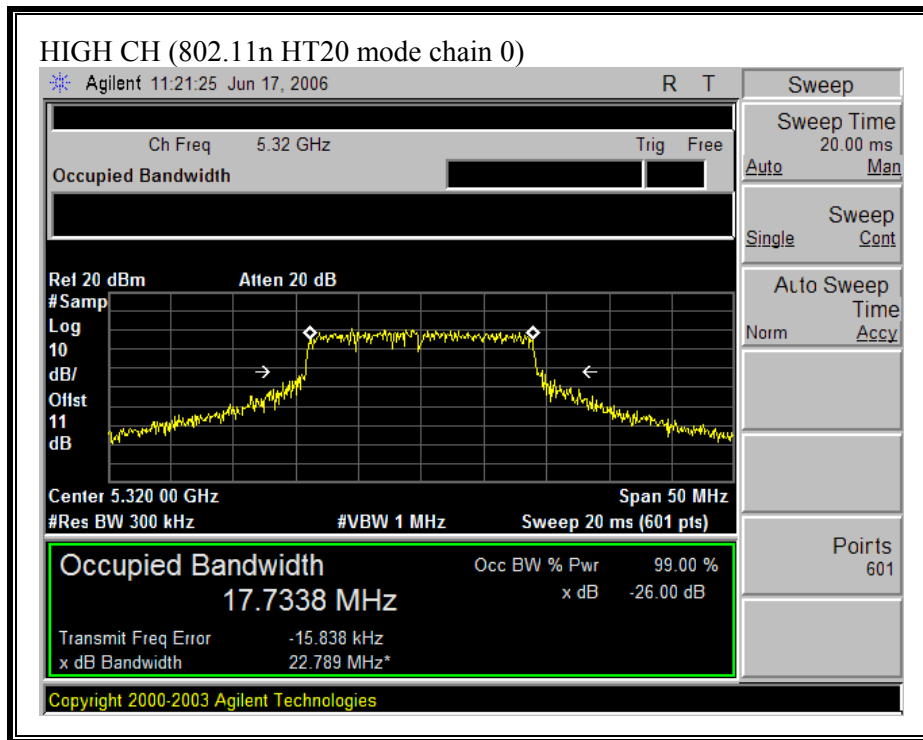 HIGH CH (802.11n HT20 mode chain 0)
Agilent 11:21:25 Jun 17, 2006 R T
Ch Freq 5.32 GHz Trig Free
Occupied Bandwidth
Ref 20 dBm Atten 20 dB
#Samp
Log
10
dB/
Offst
11
dB
Center 5.320 00 GHz Span 50 MHz
#Res BW 300 kHz #VBW 1 MHz Sweep 20 ms (601 pts)
Occupied Bandwidth Occ BW % Pwr 99.00 %
17.7338 MHz x dB -26.00 dB
Transmit Freq Error -15.838 kHz
x dB Bandwidth 22.789 MHz*
Copyright 2000-2003 Agilent Technologies
Sweep
Sweep Time
20.00 ms
Auto Man
Sweep
Single Cont
Auto Sweep
Time
Norm Accy
Points
601